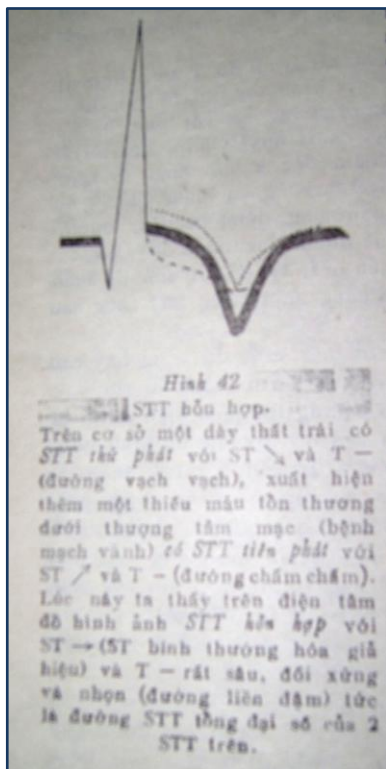 Hình 42
STT hỗn hợp.
Trên cơ sở một dày thất trái có
STT thứ phát với ST ↘ và T –
(đường vạch vạch), xuất hiện
thêm một thiếu máu tổn thương
dưới thượng tâm mạc (bệnh
mạch vành) có STT tiên phát với
ST ↗ và T – (đường chấm chấm).
Lúc này ta thấy trên điện tâm
đồ hình ảnh STT hỗn hợp với
ST → (ST bình thường hóa giả
hiệu) và T – rất sâu, đối xứng
và nhọn (đường liền đậm) tức
là đường STT tổng đại số của 2
STT trên.